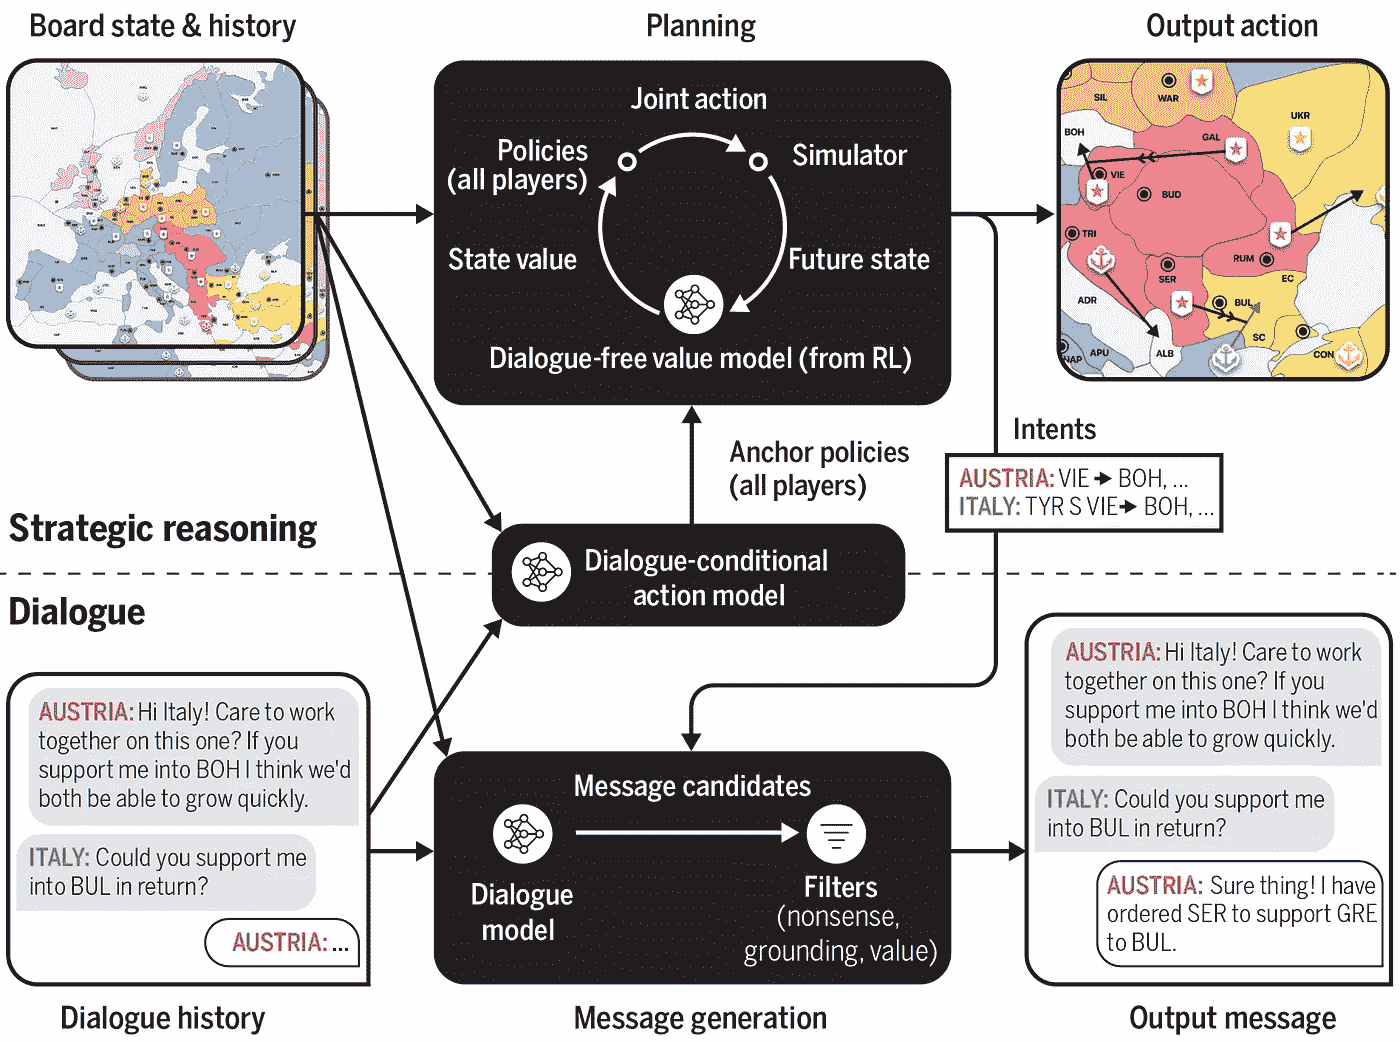 Board state & history
Planning
Output action
Joint action
Policies
(all players)
Simulator
State value
Future state
Dialogue-free value model (from RL)
SIL
WAR
UKR
BOH
GAL
VIE
BUD
TRI
SER
RUM
EC
ADR
BUL
SC
ALB
NAP
APU
CON
Anchor policies
(all players)
Intents
AUSTRIA: VIE → BOH, ...
ITALY: TYR S VIE → BOH, ...
Strategic reasoning
Dialogue-conditional
action model
Dialogue
AUSTRIA: Hi Italy! Care to work
together on this one? If you
support me into BOH I think we'd
both be able to grow quickly.
ITALY: Could you support me
into BUL in return?
AUSTRIA: ...
Dialogue history
Message candidates
Dialogue
model
Filters
(nonsense,
grounding, value)
Message generation
AUSTRIA: Hi Italy! Care to work
together on this one? If you
support me into BOH I think we'd
both be able to grow quickly.
ITALY: Could you support me
into BUL in return?
AUSTRIA: Sure thing! I have
ordered SER to support GRE
to BUL.
Output message